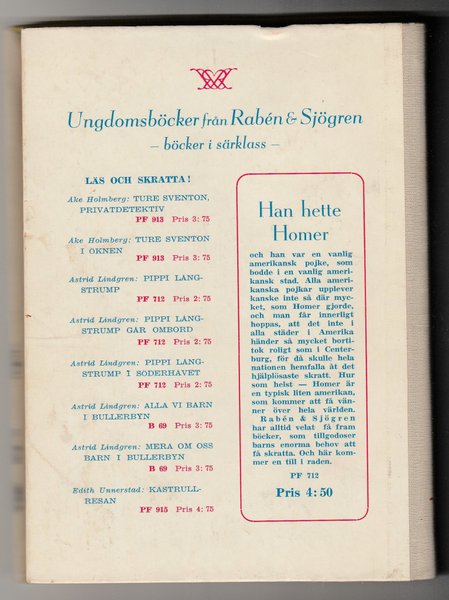 Ungdomsböcker från Rabén & Sjögren
– böcker i särklass –
LÄS OCH SKRATTA!
Åke Holmberg: TURE SVENTON,
PRIVATDETEKTIV
PF 913 Pris 3:75
Åke Holmberg: TURE SVENTON
I ÖKNEN
PF 913 Pris 3:75
Astrid Lindgren: PIPPI LÅNG-
STRUMP
PF 712 Pris 2:75
Astrid Lindgren: PIPPI LÅNG-
STRUMP GÅR OMBORD
PF 712 Pris 2:75
Astrid Lindgren: PIPPI LÅNG-
STRUMP I SÖDERHAVET
PF 712 Pris 2:75
Astrid Lindgren: ALLA VI BARN
I BULLERBYN
B 69 Pris 3:75
Astrid Lindgren: MERA OM OSS
BARN I BULLERBYN
B 69 Pris 3:75
Edith Unnerstad: KASTRULL-
RESAN
PF 915 Pris 4:75
Han hette
Homer
och han var en vanlig
amerikansk pojke, som
bodde i en vanlig ameri-
kansk stad. Alla ameri-
kanska pojkar upplever
kanske inte så där myc-
ket, som Homer gjorde,
och man får innerligt
hoppas, att det inte i
alla städer i Amerika
händer så mycket borti-
tok roligt som i Center-
burg, för då skulle hela
nationen hemfalla åt det
hjälplösaste skratt. Hur
som helst — Homer är
en typisk liten amerikan,
som kommer att få vän-
ner över hela världen.
Rabén & Sjögren
har alltid velat få fram
böcker, som tillgodoser
barns enorma behov att
få skratta. Och här kom-
mer en till i raden.
PF 712
Pris 4:50